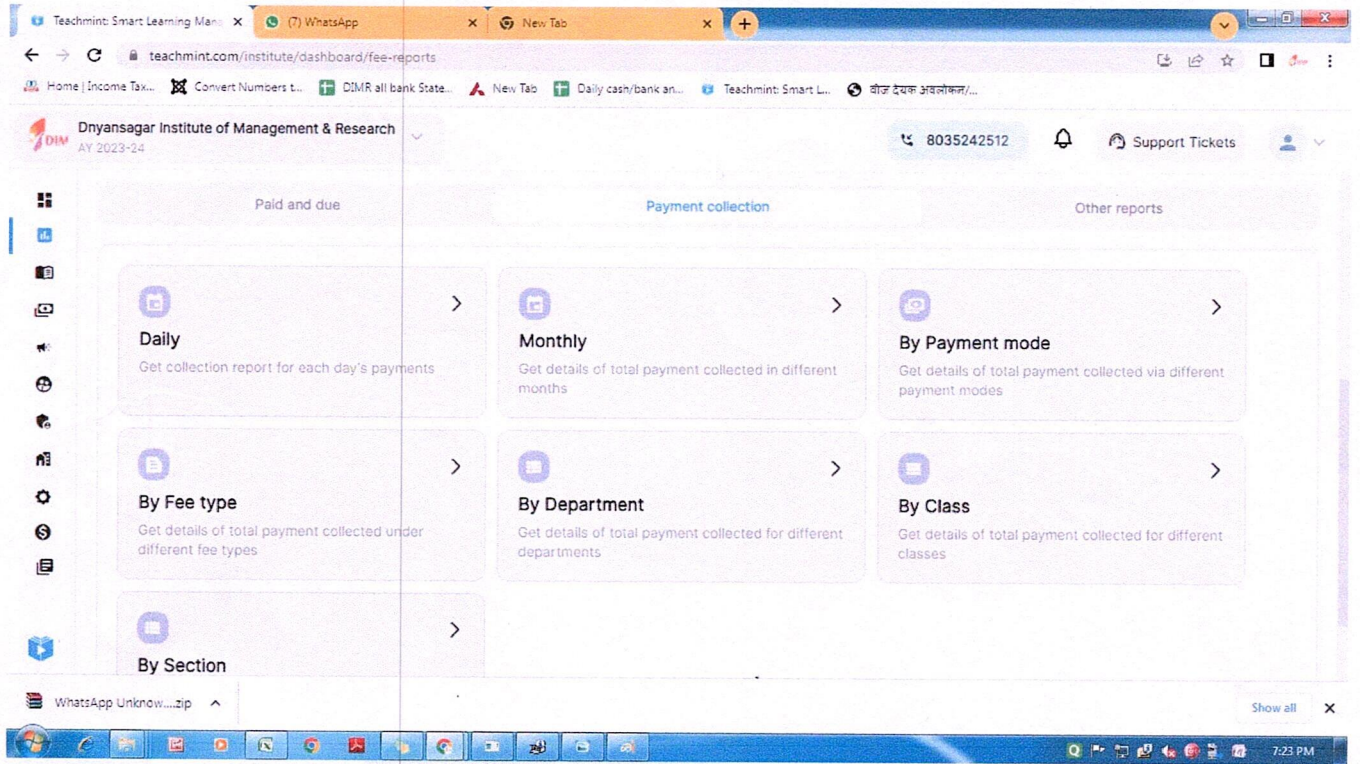 Teachmint: Smart Learning Mana
(7) WhatsApp
New Tab
teachmint.com/institute/dashboard/fee-reports
Home | Income Tax...
Convert Numbers t...
DIMR all bank State...
New Tab
Daily cash/bank an...
Teachmint: Smart L...
वीज देयक अवलोकन/...
DIM
Dnyansagar Institute of Management & Research
AY 2023-24
8035242512
Support Tickets
Paid and due
Payment collection
Other reports
Daily
Get collection report for each day's payments
Monthly
Get details of total payment collected in different
months
By Payment mode
Get details of total payment collected via different
payment modes
By Fee type
Get details of total payment collected under
different fee types
By Department
Get details of total payment collected for different
departments
By Class
Get details of total payment collected for different
classes
By Section
WhatsApp Unknow....zip
Show all
7:23 PM